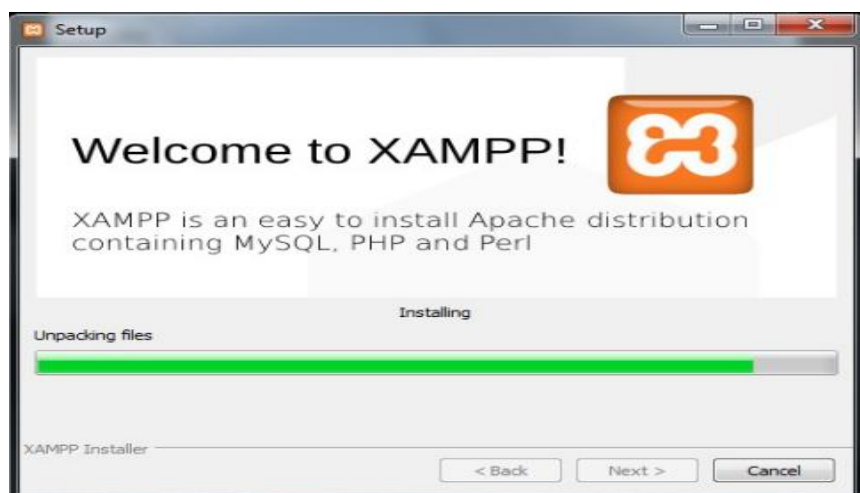 Setup
Welcome to XAMPP!
XAMPP is an easy to install Apache distribution
containing MySQL, PHP and Perl
Installing
Unpacking files
XAMPP Installer
< Back Next > Cancel